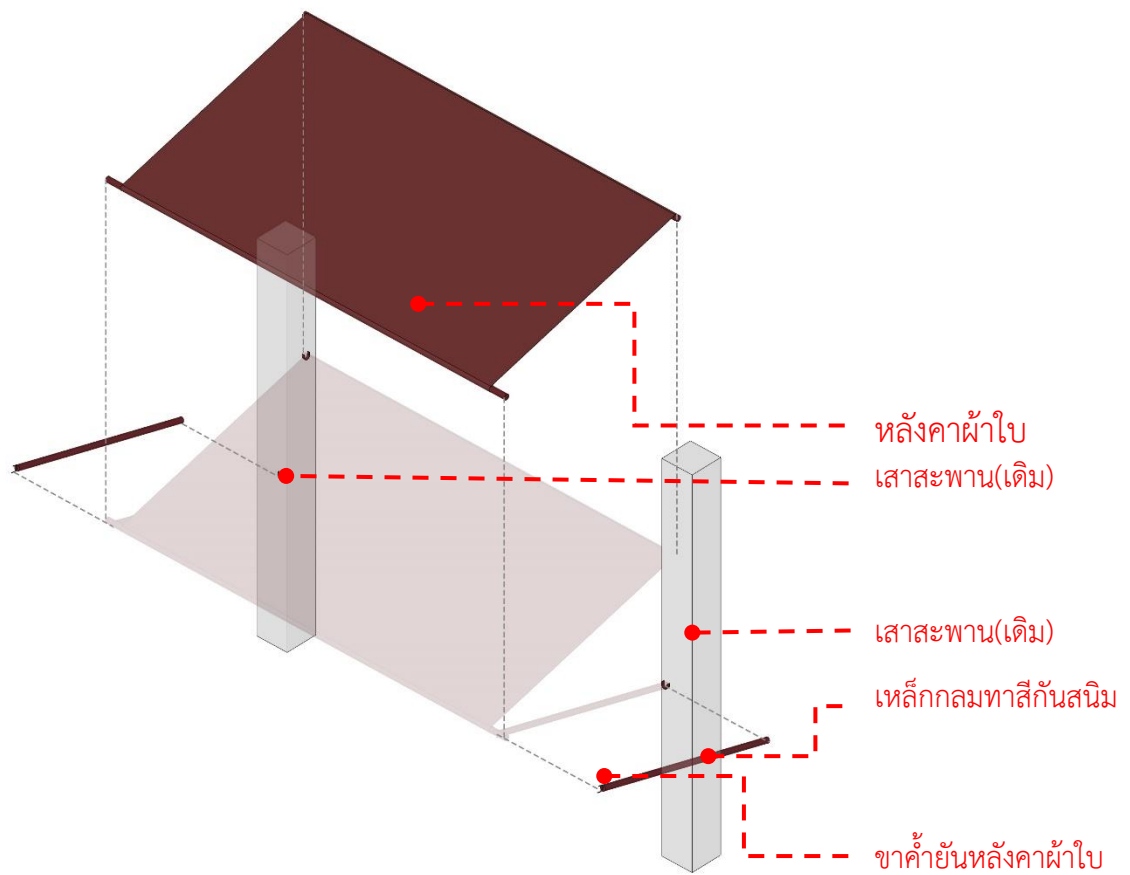 หลังคาผ้าใบ
เสาสะพาน(เดิม)
เสาสะพาน(เดิม)
เหล็กกลมทาสีกันสนิม
ขาค้ำยันหลังคาผ้าใบ